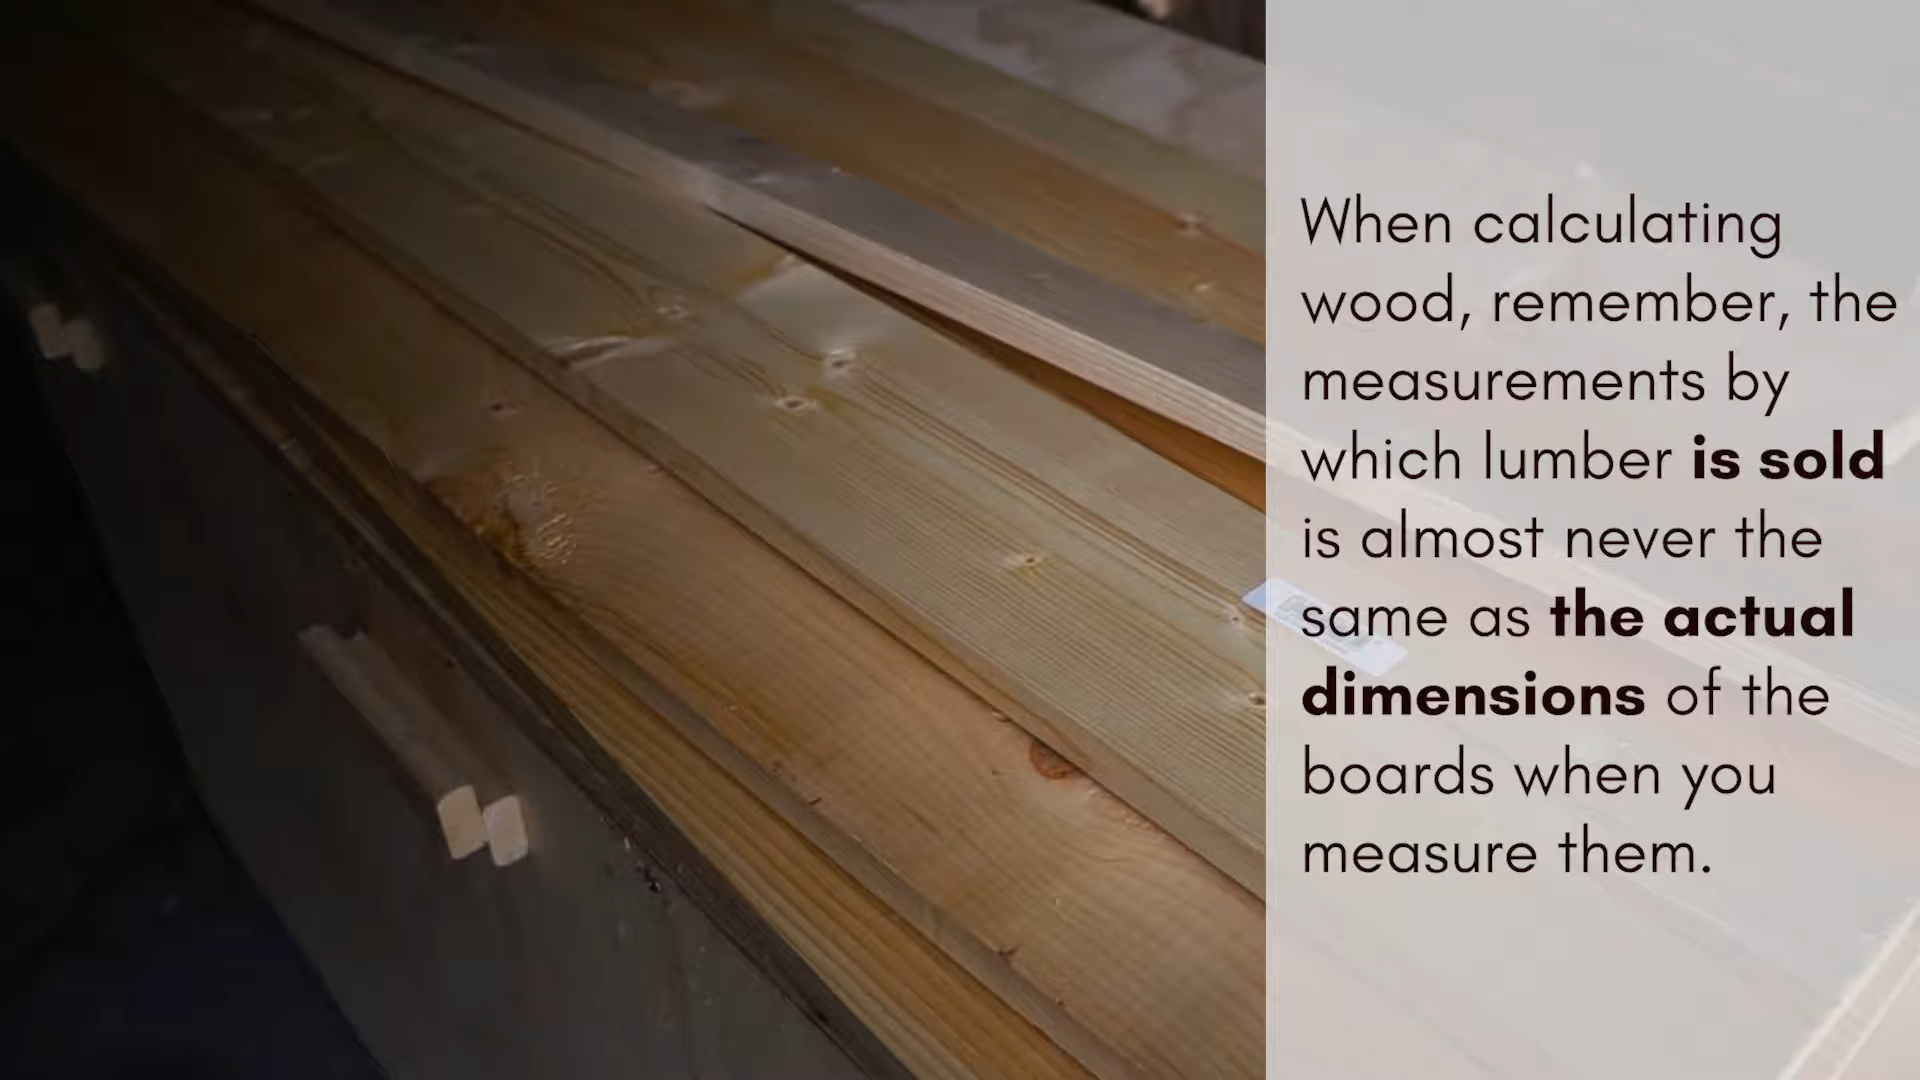 When calculating
wood, remember, the
measurements by
which lumber is sold
is almost never the
same as the actual
dimensions of the
boards when you
measure them.